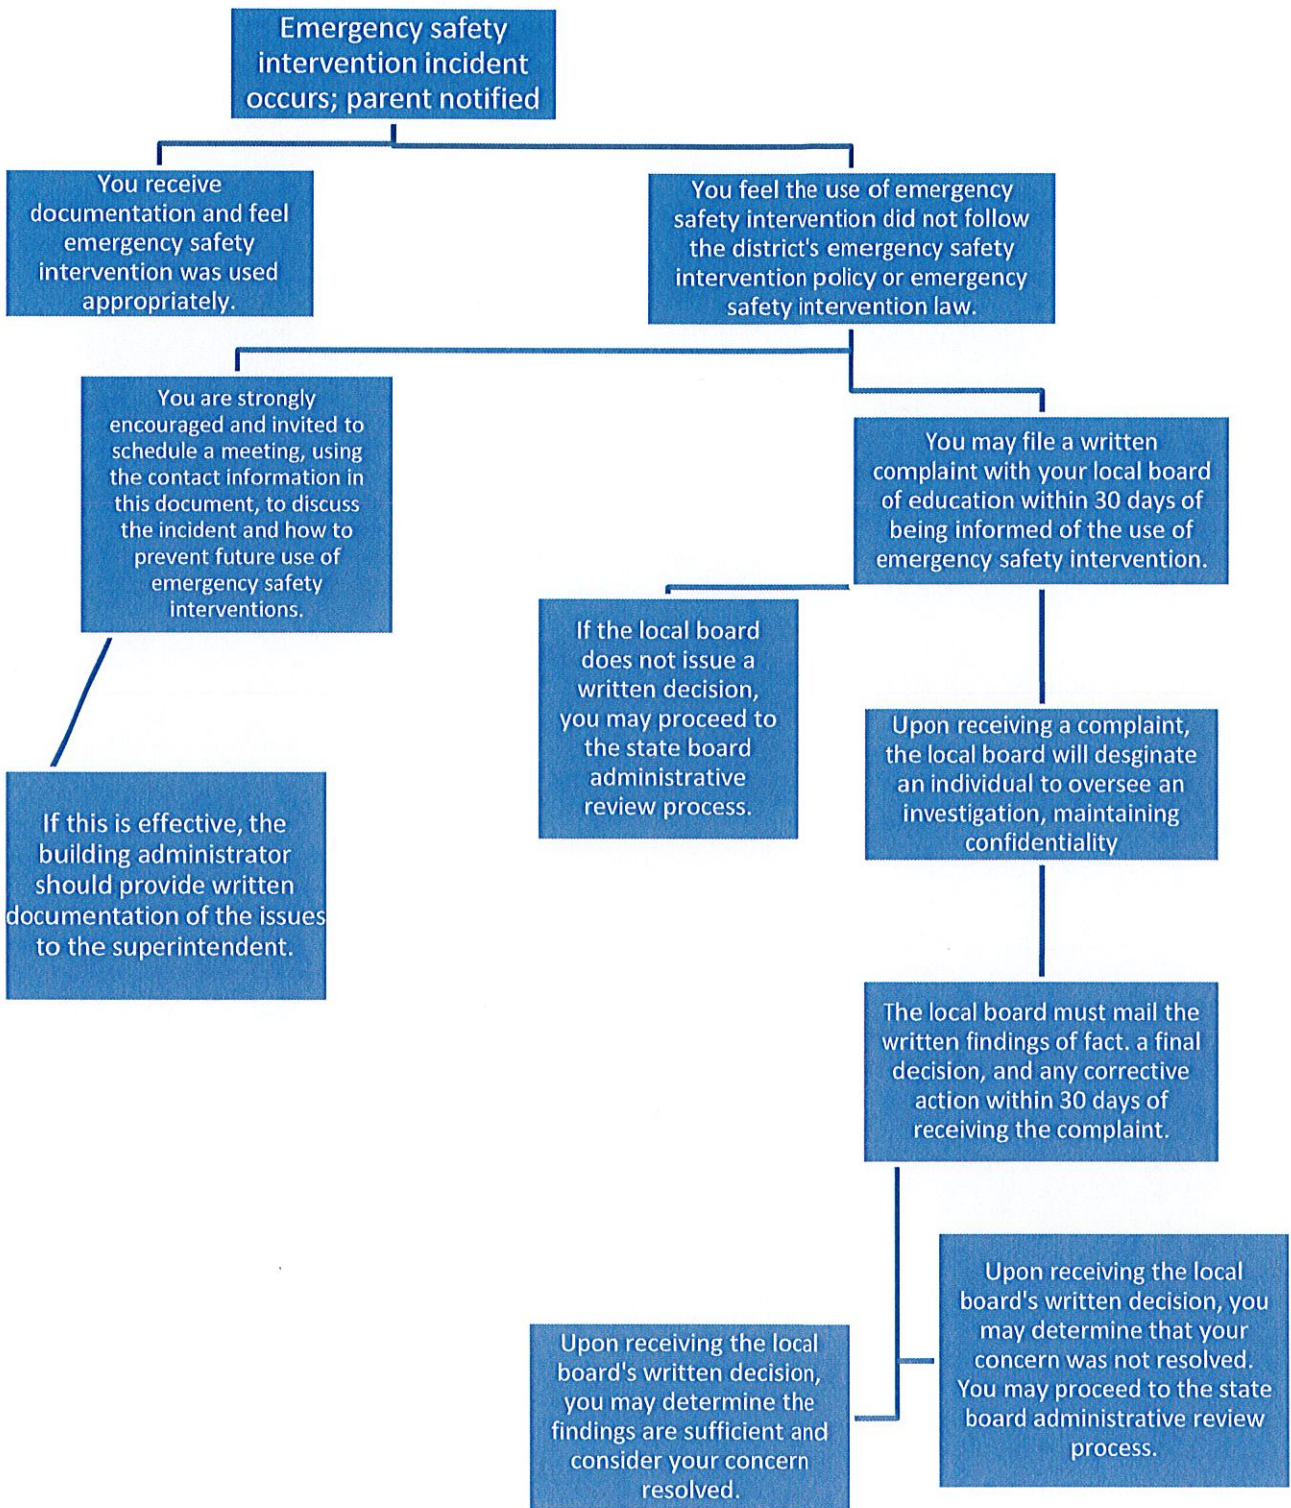 Emergency safety
intervention incident
occurs; parent notified
You receive
documentation and feel
emergency safety
intervention was used
appropriately.
You feel the use of emergency
safety intervention did not follow
the district's emergency safety
intervention policy or emergency
safety intervention law.
You are strongly
encouraged and invited to
schedule a meeting, using
the contact information in
this document, to discuss
the incident and how to
prevent future use of
emergency safety
interventions.
You may file a written
complaint with your local board
of education within 30 days of
being informed of the use of
emergency safety intervention.
If the local board
does not issue a
written decision,
you may proceed to
the state board
administrative
review process.
Upon receiving a complaint,
the local board will desginate
an individual to oversee an
investigation, maintaining
confidentiality
If this is effective, the
building administrator
should provide written
documentation of the issues
to the superintendent.
The local board must mail the
written findings of fact. a final
decision, and any corrective
action within 30 days of
receiving the complaint.
Upon receiving the local
board's written decision, you
may determine that your
concern was not resolved.
You may proceed to the state
board administrative review
process.
Upon receiving the local
board's written decision,
you may determine the
findings are sufficient and
consider your concern
resolved.